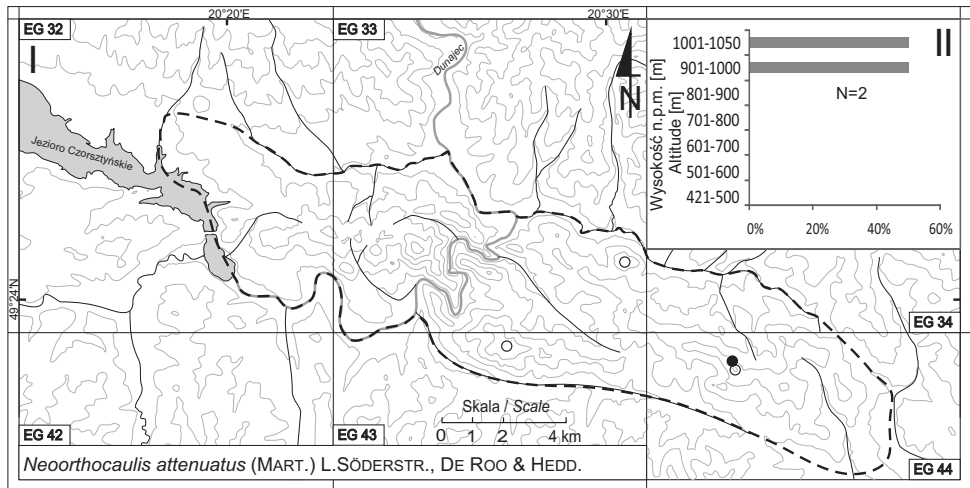 20°20'E
20°30'E
EG 32
EG 33
I
II
Dunajec
N
Jezioro Czorsztyńskie
49°24'N
Wysokość n.p.m. [m]
Altitude [m]
1001-1050
901-1000
801-900
701-800
601-700
501-600
421-500
N=2
0%
20%
40%
60%
EG 34
Skala / Scale
0 1 2 4 km
EG 42
EG 43
EG 44
Neoorthocaulis attenuatus (MART.) L.SÖDERSTR., DE ROO & HEDD.